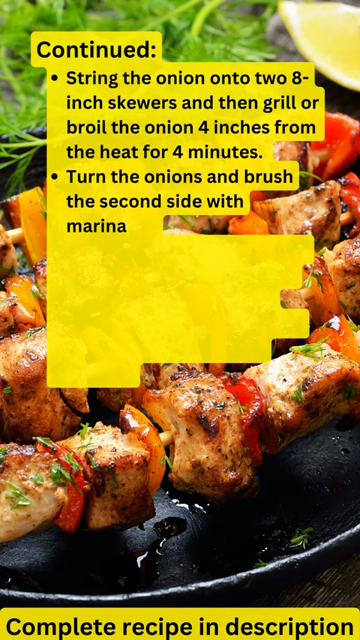 Continued:
• String the onion onto two 8-
inch skewers and then grill or
broil the onion 4 inches from
the heat for 4 minutes.
• Turn the onions and brush
the second side with
marina
Complete recipe in description